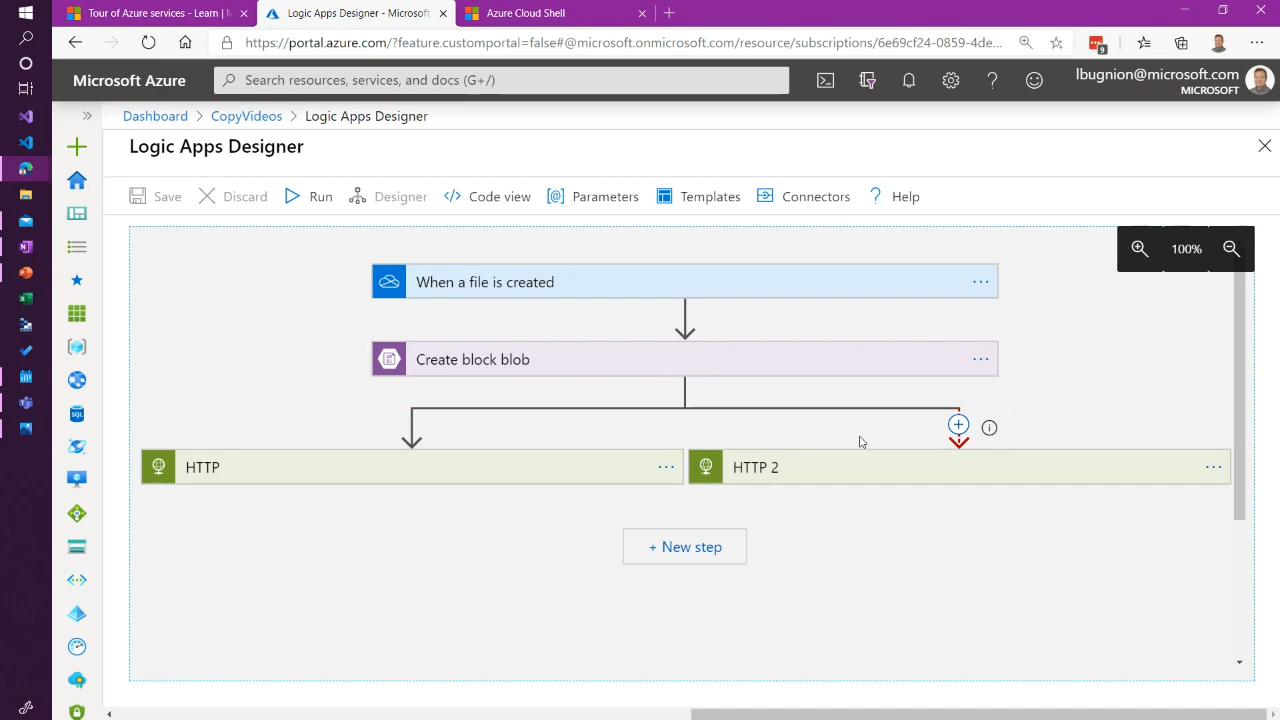 Tour of Azure services - Learn | M
Logic Apps Designer - Microsoft
Azure Cloud Shell
https://portal.azure.com/?feature.customportal=false#@microsoft.onmicrosoft.com/resource/subscriptions/6e69cf24-0859-4de...
9
Microsoft Azure
Search resources, services, and docs (G+/)
lbugnion@microsoft.com
MICROSOFT
Dashboard > CopyVideos > Logic Apps Designer
Logic Apps Designer
Save
Discard
Run
Designer
Code view
Parameters
Templates
Connectors
Help
100%
When a file is created
Create block blob
HTTP
HTTP 2
+ New step